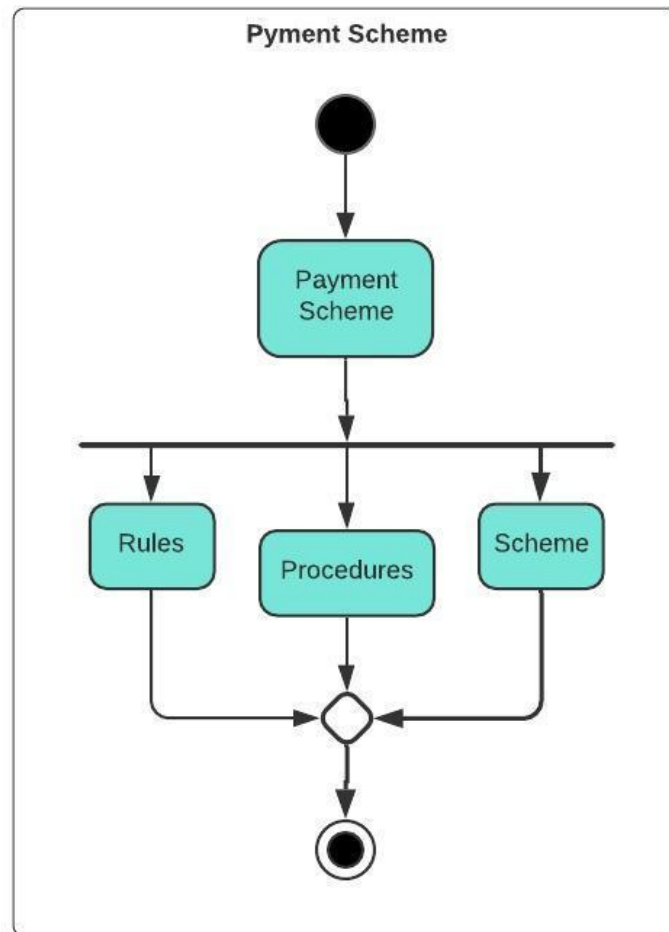 Pyment Scheme
Payment
Scheme
Rules
Procedures
Scheme